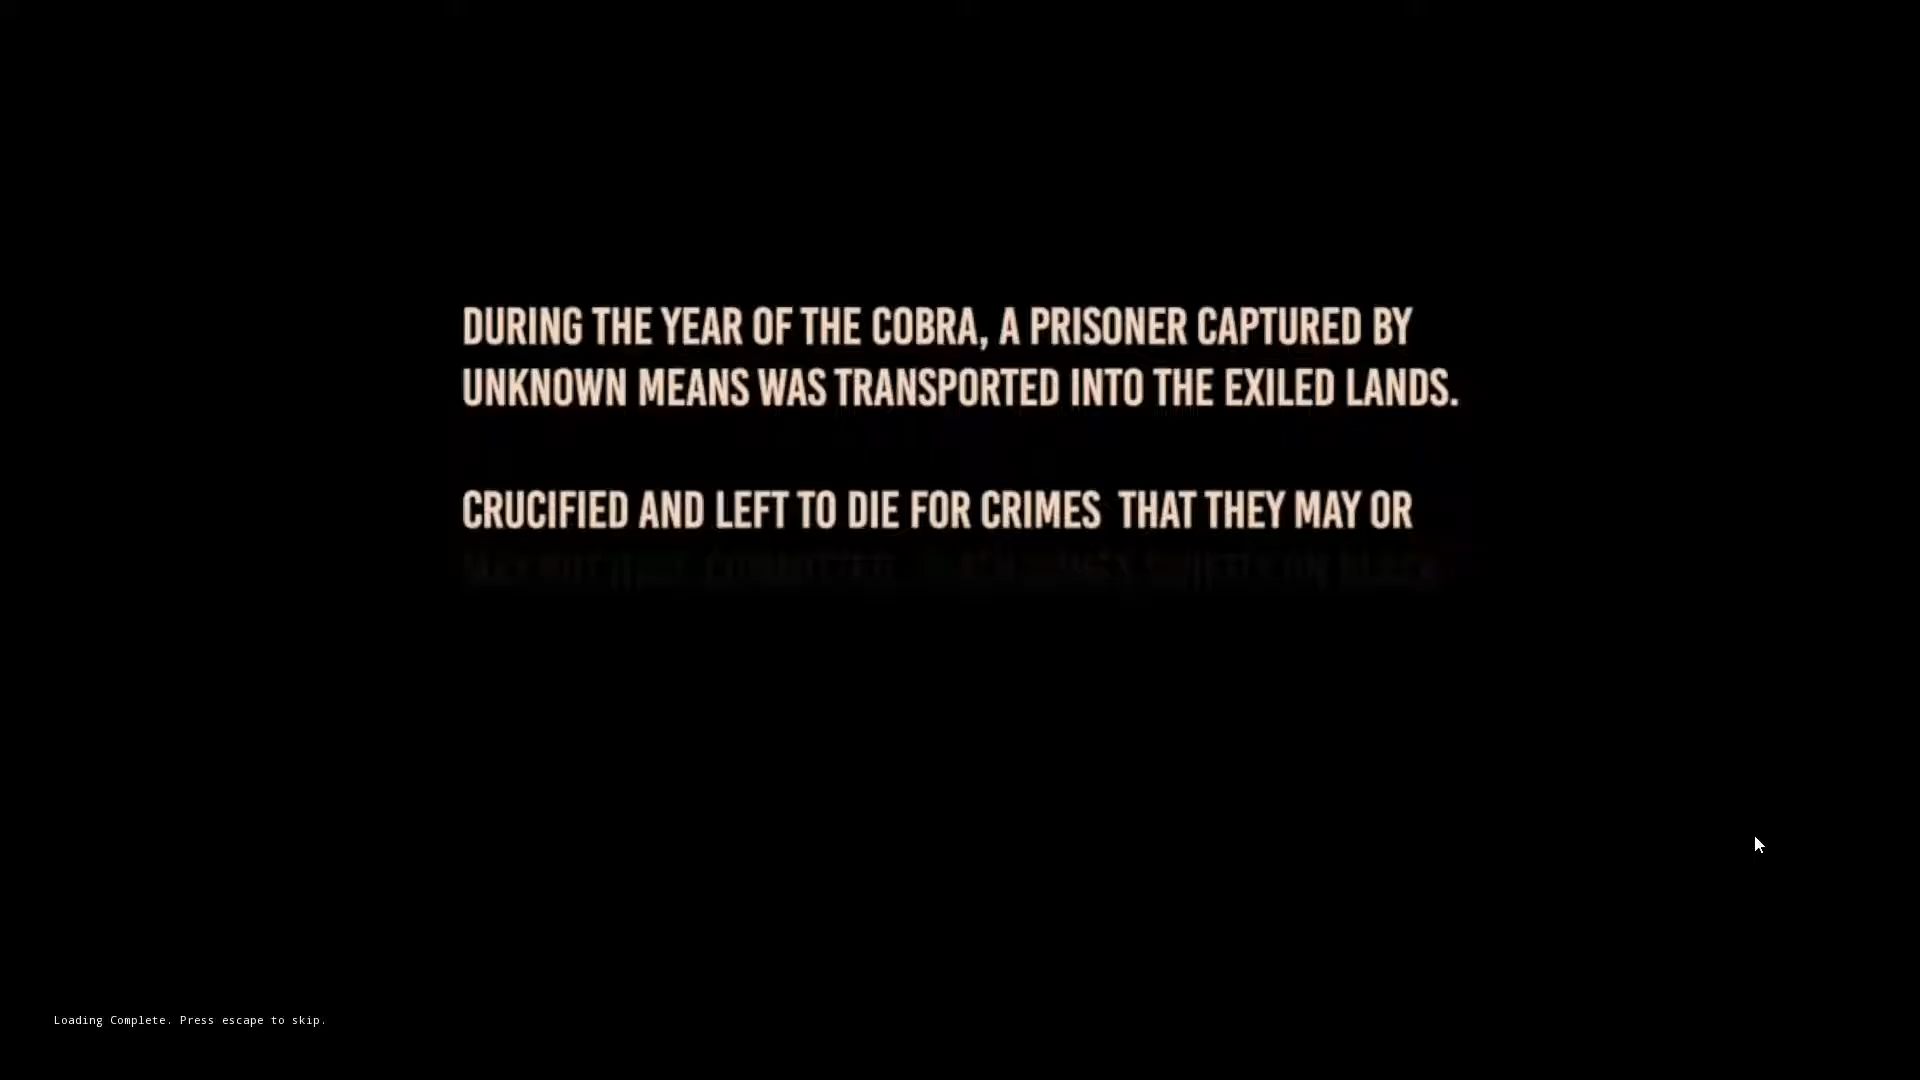 DURING THE YEAR OF THE COBRA, A PRISONER CAPTURED BY
UNKNOWN MEANS WAS TRANSPORTED INTO THE EXILED LANDS.
CRUCIFIED AND LEFT TO DIE FOR CRIMES THAT THEY MAY OR
Loading Complete. Press escape to skip.